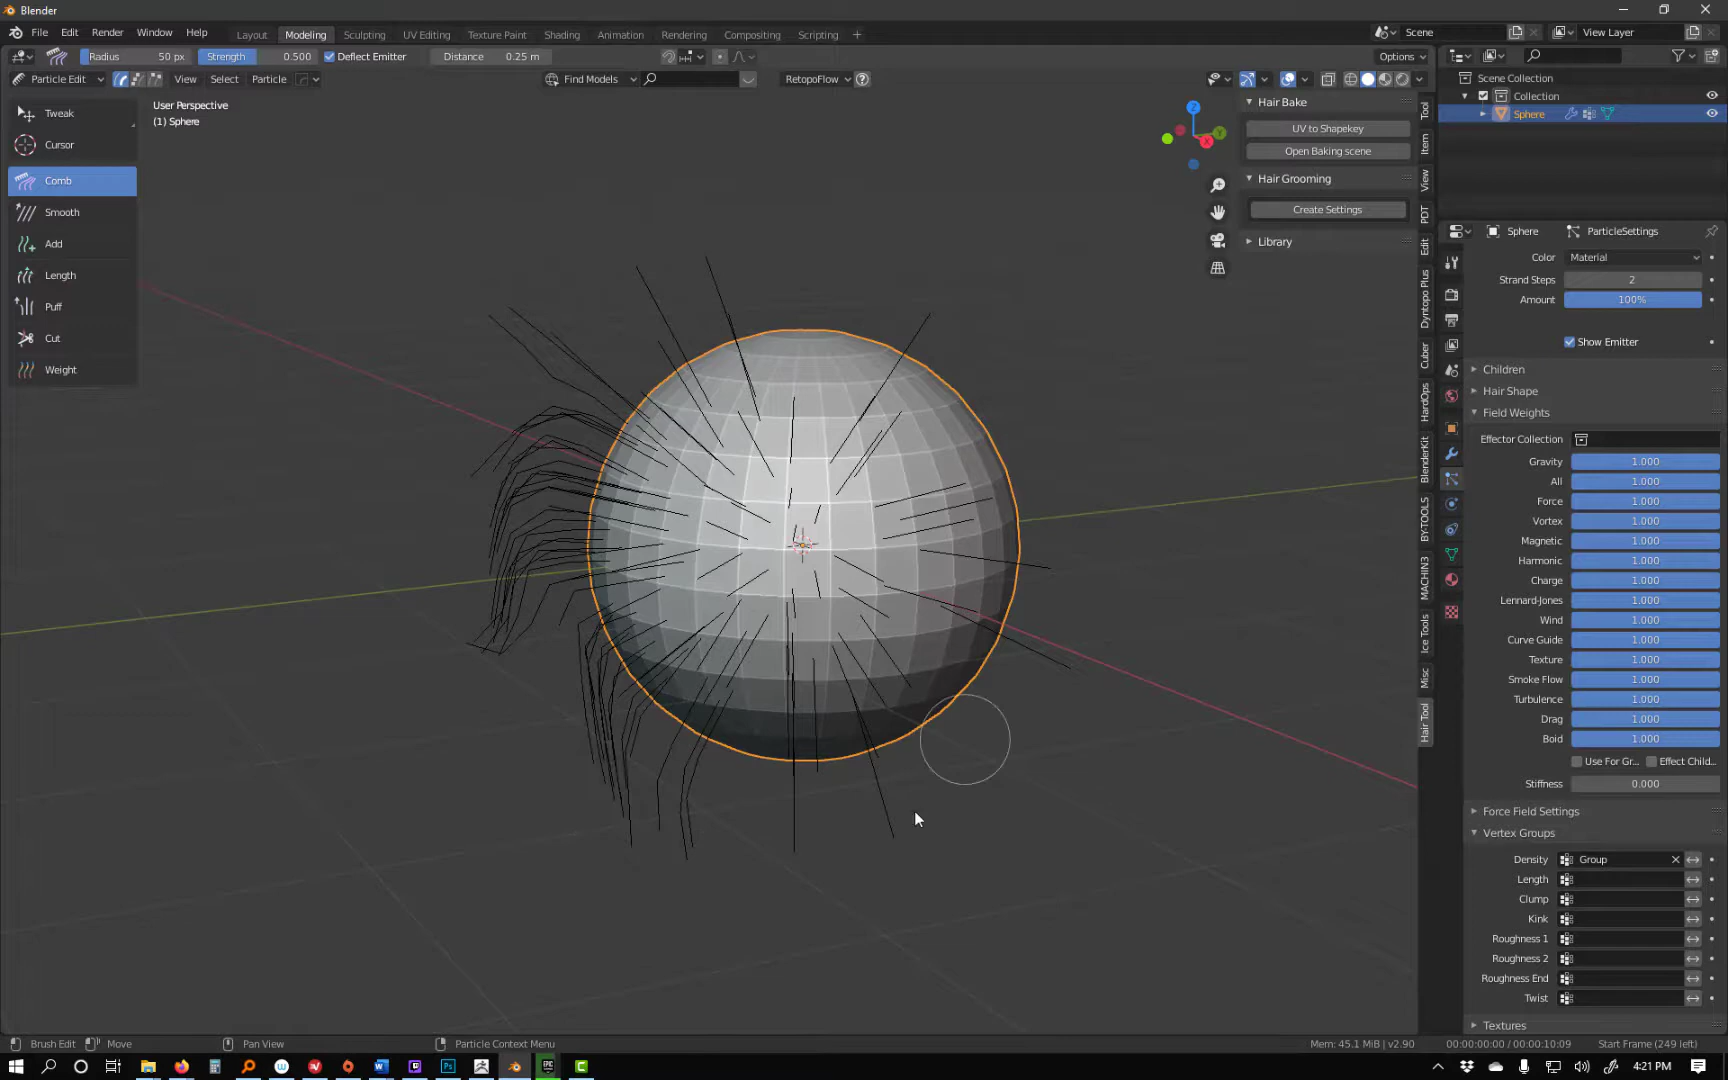 Blender
File Edit Render Window Help
Layout Modeling Sculpting UV Editing Texture Paint Shading Animation Rendering Compositing Scripting +
Scene
View Layer
Radius 50 px Strength 0.500 Deflect Emitter Distance 0.25 m
Options
Particle Edit View Select Particle
Find Models
RetopoFlow
Scene Collection
Collection
Sphere
User Perspective
(1) Sphere
Tweak
Cursor
Comb
Smooth
Add
Length
Puff
Cut
Weight
Z
Y
X
Hair Bake
UV to Shapekey
Open Baking scene
Hair Grooming
Create Settings
Library
Tool
Item
View
PDT
Edit
Dyntopo Plus
Cuber
HardOps
BlenderKit
BY-TOOLS
MACHIN3
Ice Tools
Misc
Hair Tool
Sphere ParticleSettings
Color Material
Strand Steps 2
Amount 100%
Show Emitter
Children
Hair Shape
Field Weights
Effector Collection
Gravity 1.000
All 1.000
Force 1.000
Vortex 1.000
Magnetic 1.000
Harmonic 1.000
Charge 1.000
Lennard-Jones 1.000
Wind 1.000
Curve Guide 1.000
Texture 1.000
Smoke Flow 1.000
Turbulence 1.000
Drag 1.000
Boid 1.000
Use For Gr... Effect Child...
Stiffness 0.000
Force Field Settings
Vertex Groups
Density Group
Length
Clump
Kink
Roughness 1
Roughness 2
Roughness End
Twist
Textures
Brush Edit Move Pan View Particle Context Menu
Mem: 45.1 MiB | v2.90 00:00:00:00 / 00:00:10:09 Start Frame (249 left)
4:21 PM